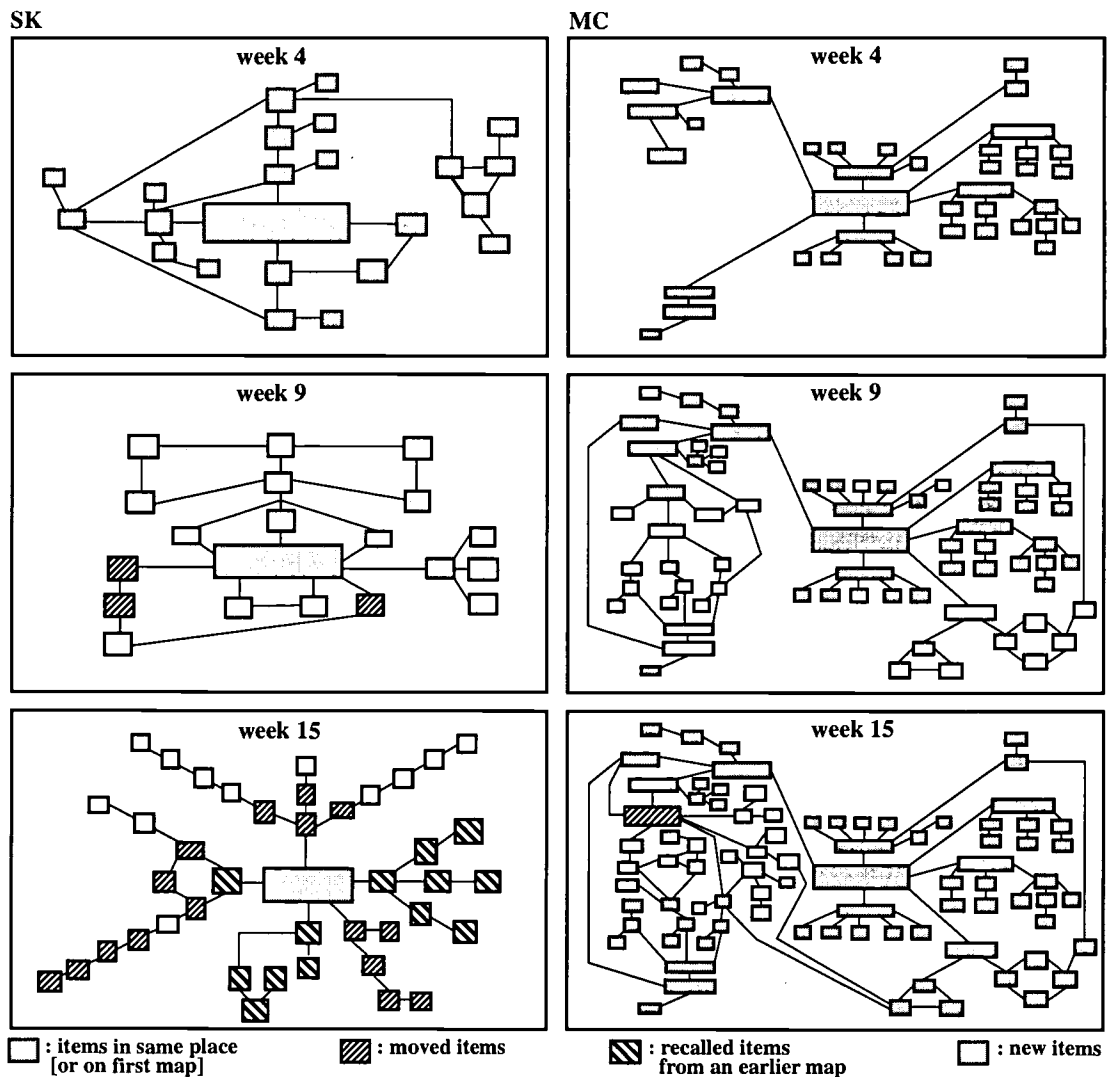 SK
MC
week 4
week 4
week 9
week 9
week 15
week 15
: items in same place
[or on first map]
: moved items
: recalled items
from an earlier map
: new items